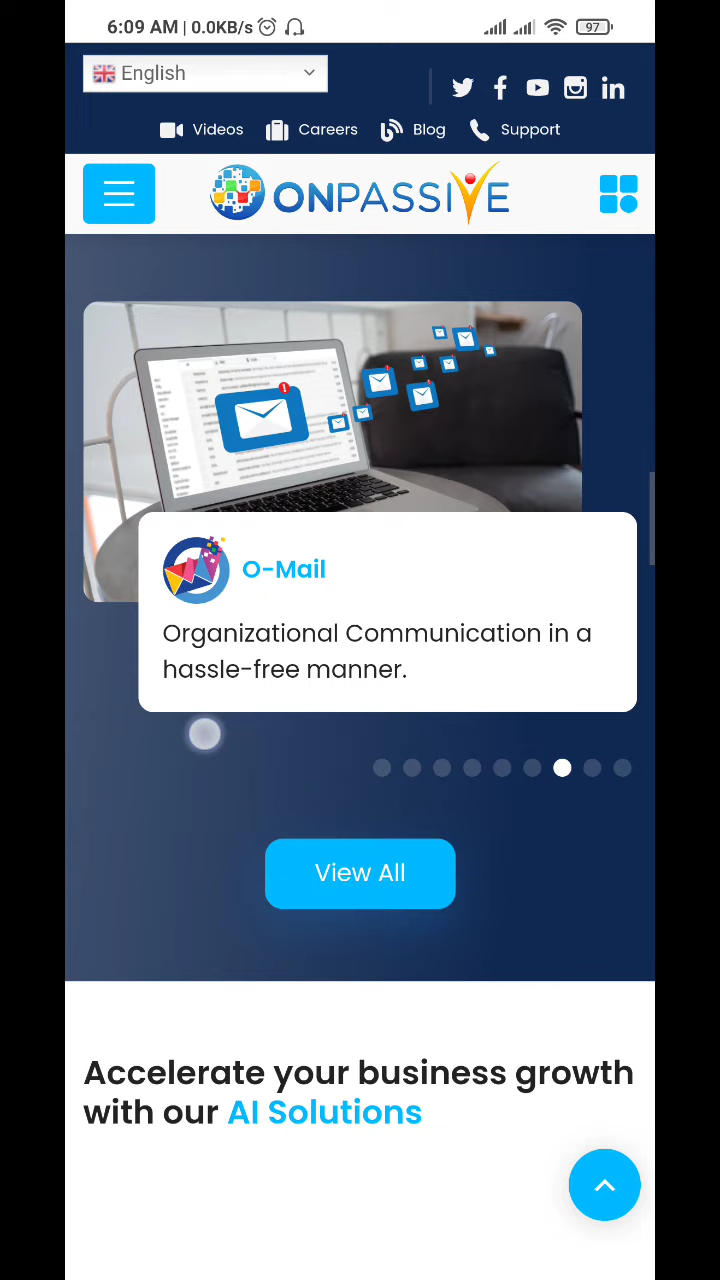 6:09 AM | 0.0KB/s
97
English
Videos
Careers
Blog
Support
ONPASSIVE
O-Mail
Organizational Communication in a
hassle-free manner.
View All
Accelerate your business growth
with our AI Solutions